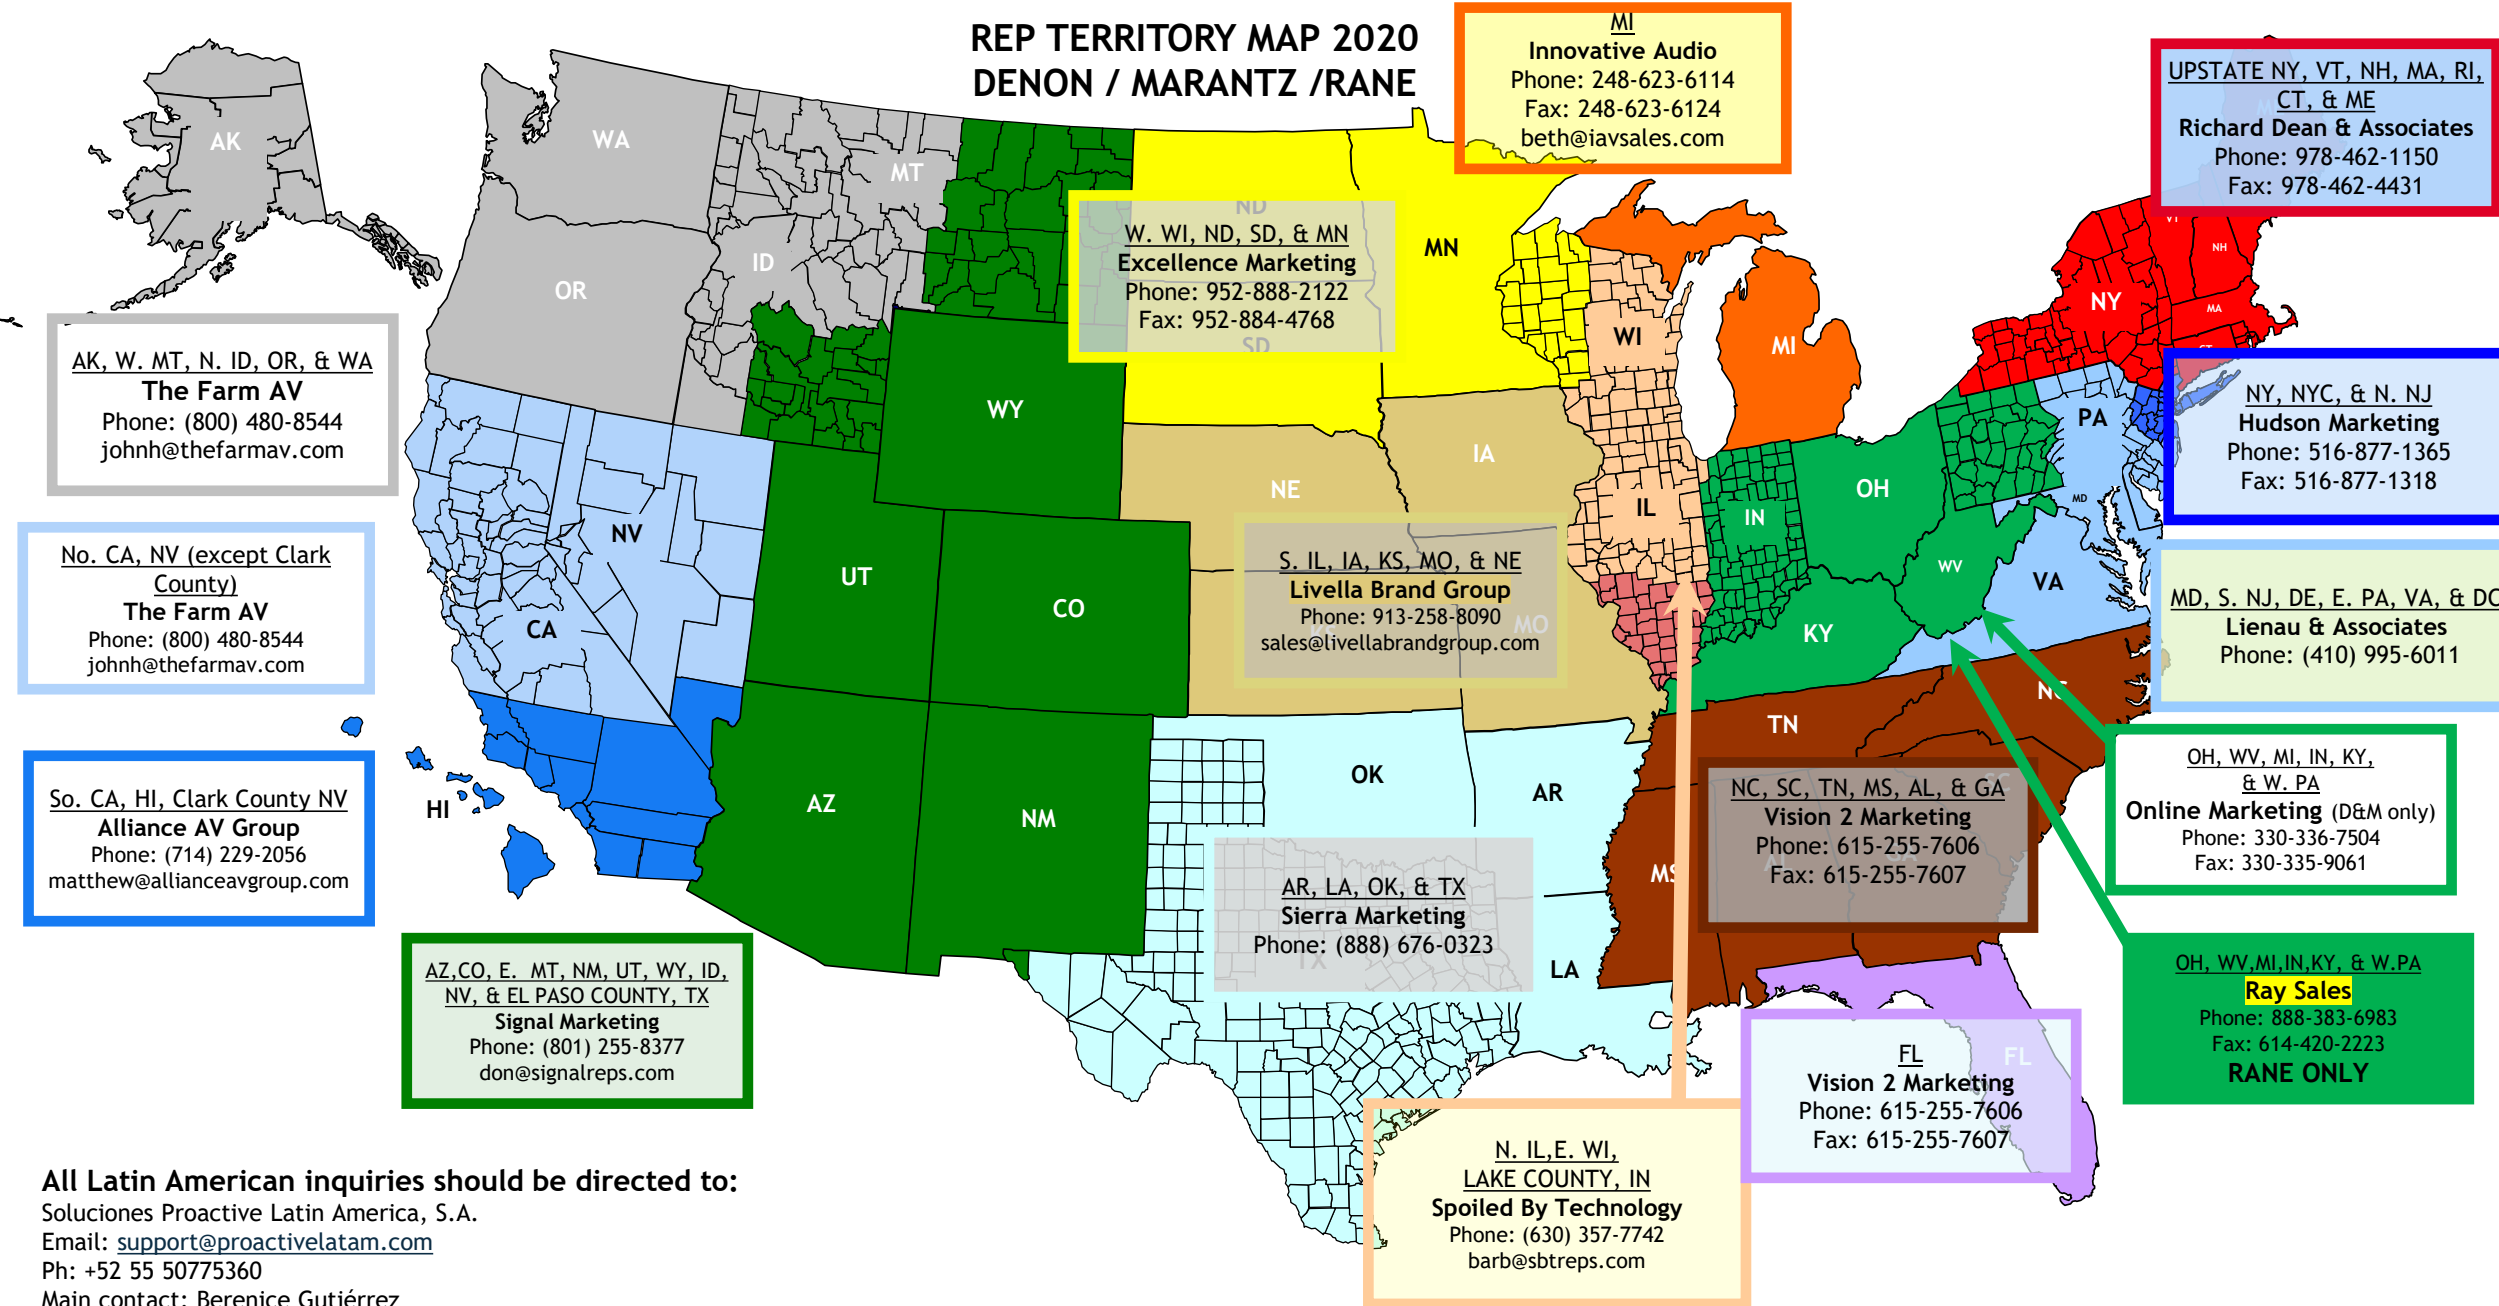 REP TERRITORY MAP 2020
DENON / MARANTZ /RANE
MI
Innovative Audio
Phone: 248-623-6114
Fax: 248-623-6124
beth@iavsales.com
UPSTATE NY, VT, NH, MA, RI,
CT, & ME
Richard Dean & Associates
Phone: 978-462-1150
Fax: 978-462-4431
AK
WA
MT
ND
W. WI, ND, SD, & MN
Excellence Marketing
Phone: 952-888-2122
Fax: 952-884-4768
SD
MN
OR
ID
WI
MI
NY
VT
NH
MA
CT
AK, W. MT, N. ID, OR, & WA
The Farm AV
Phone: (800) 480-8544
johnh@thefarmav.com
WY
NY, NYC, & N. NJ
Hudson Marketing
Phone: 516-877-1365
Fax: 516-877-1318
PA
MD
IA
NE
IL
IN
OH
WV
VA
KY
No. CA, NV (except Clark
County)
The Farm AV
Phone: (800) 480-8544
johnh@thefarmav.com
NV
CA
UT
CO
S. IL, IA, KS, MO, & NE
Livella Brand Group
Phone: 913-258-8090
sales@livellabrandgroup.com
KS
MO
MD, S. NJ, DE, E. PA, VA, & DC
Lienau & Associates
Phone: (410) 995-6011
NC
TN
So. CA, HI, Clark County NV
Alliance AV Group
Phone: (714) 229-2056
matthew@allianceavgroup.com
HI
AZ
NM
OK
AR
NC, SC, TN, MS, AL, & GA
Vision 2 Marketing
Phone: 615-255-7606
Fax: 615-255-7607
SC
MS
AL
GA
OH, WV, MI, IN, KY,
& W. PA
Online Marketing (D&M only)
Phone: 330-336-7504
Fax: 330-335-9061
AR, LA, OK, & TX
Sierra Marketing
Phone: (888) 676-0323
TX
LA
AZ,CO, E. MT, NM, UT, WY, ID,
NV, & EL PASO COUNTY, TX
Signal Marketing
Phone: (801) 255-8377
don@signalreps.com
OH, WV,MI,IN,KY, & W.PA
Ray Sales
Phone: 888-383-6983
Fax: 614-420-2223
RANE ONLY
FL
Vision 2 Marketing
Phone: 615-255-7606
Fax: 615-255-7607
FL
N. IL,E. WI,
LAKE COUNTY, IN
Spoiled By Technology
Phone: (630) 357-7742
barb@sbtreps.com
All Latin American inquiries should be directed to:
Soluciones Proactive Latin America, S.A.
Email: support@proactivelatam.com
Ph: +52 55 50775360
Main contact: Berenice Gutiérrez